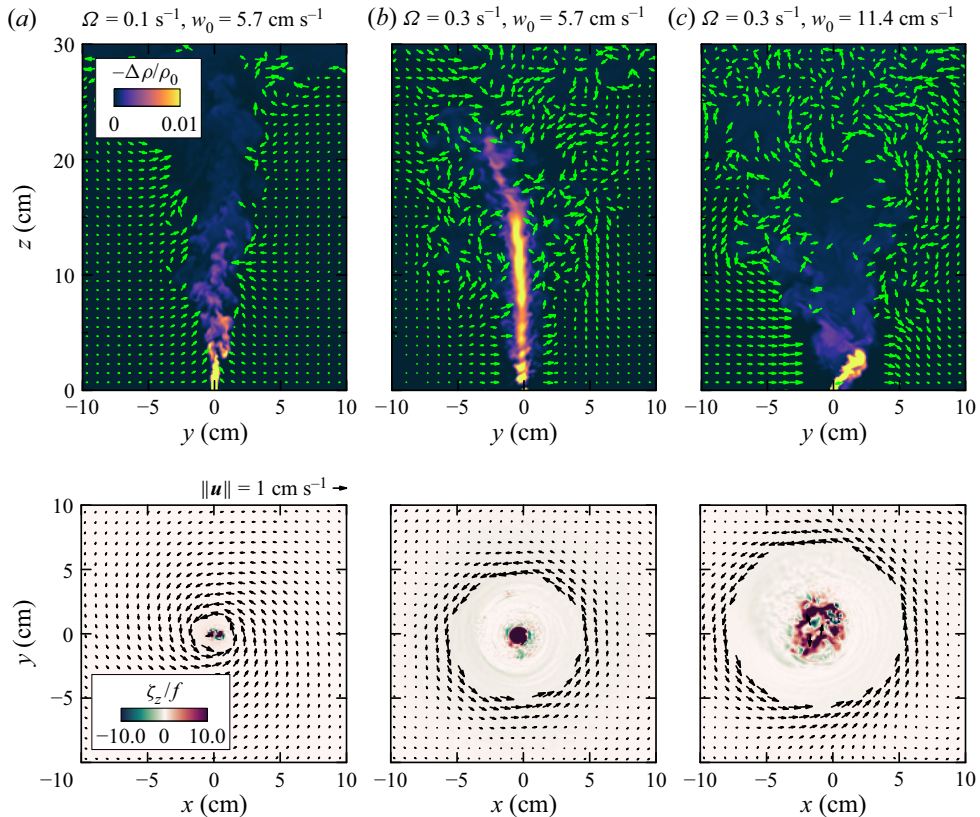 (a) Ω = 0.1 s⁻¹, w₀ = 5.7 cm s⁻¹
(b) Ω = 0.3 s⁻¹, w₀ = 5.7 cm s⁻¹
(c) Ω = 0.3 s⁻¹, w₀ = 11.4 cm s⁻¹
30
20
10
0
z (cm)
−Δρ/ρ₀
0 0.01
−10 −5 0 5 10
y (cm)
−10 −5 0 5 10
y (cm)
−10 −5 0 5 10
y (cm)
||u|| = 1 cm s⁻¹
10
5
0
−5
−10
y (cm)
ζz/f
−10.0 0 10.0
−10 −5 0 5 10
x (cm)
−10 −5 0 5 10
x (cm)
−10 −5 0 5 10
x (cm)